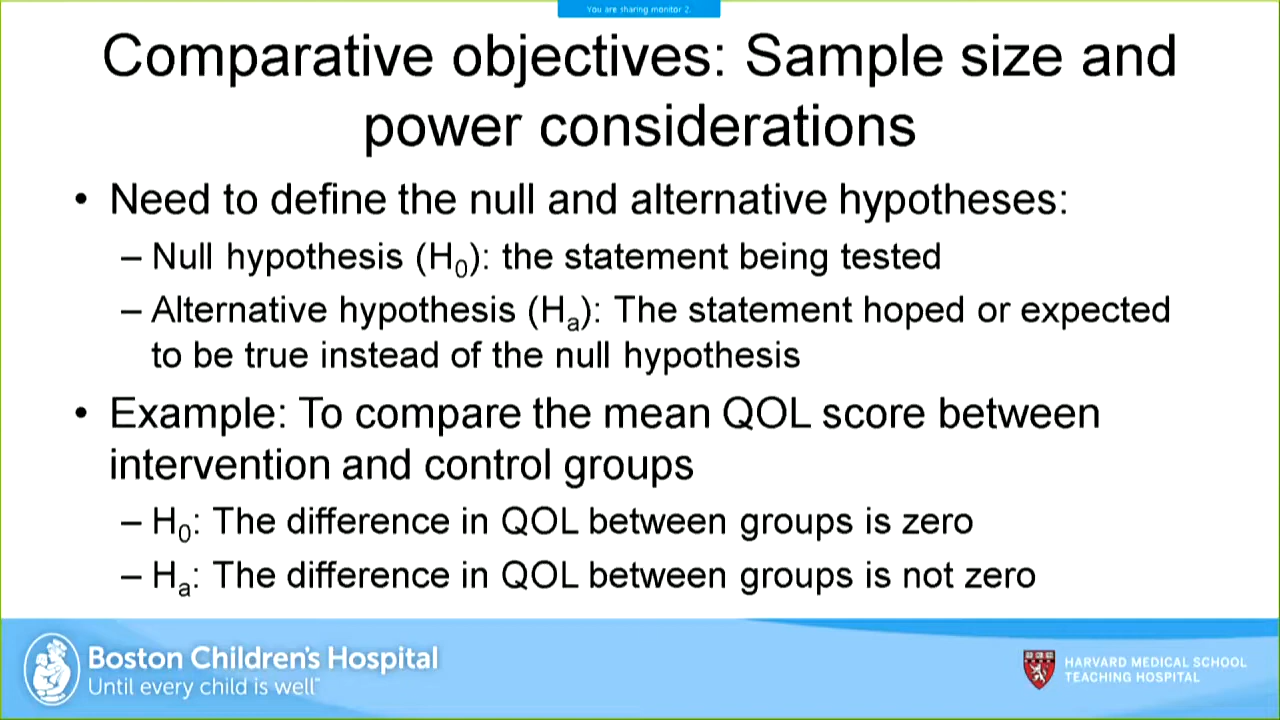 You are sharing monitor 2.
Comparative objectives: Sample size and
power considerations
• Need to define the null and alternative hypotheses:
– Null hypothesis (H₀): the statement being tested
– Alternative hypothesis (Hₐ): The statement hoped or expected
to be true instead of the null hypothesis
• Example: To compare the mean QOL score between
intervention and control groups
– H₀: The difference in QOL between groups is zero
– Hₐ: The difference in QOL between groups is not zero
Boston Children's Hospital
Until every child is well™
HARVARD MEDICAL SCHOOL
TEACHING HOSPITAL